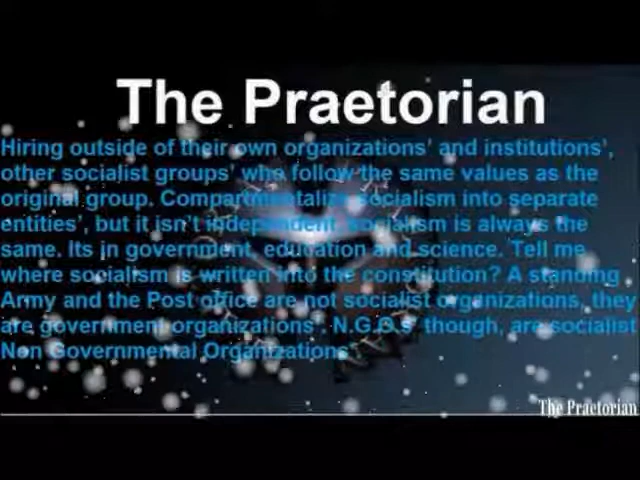 The Praetorian
Hiring outside of their own organizations' and institutions',
other socialist groups' who follow the same values as the
original group. Compartmentalize socialism into separate
entities', but it isn't independent, socialism is always the
same. Its in government, education and science. Tell me
where socialism is written into the constitution? A standing
Army and the Post office are not socialist organizations, they
are government organizations'. N.G.O.s' though, are socialist
Non Governmental Organizations'.
The Praetorian